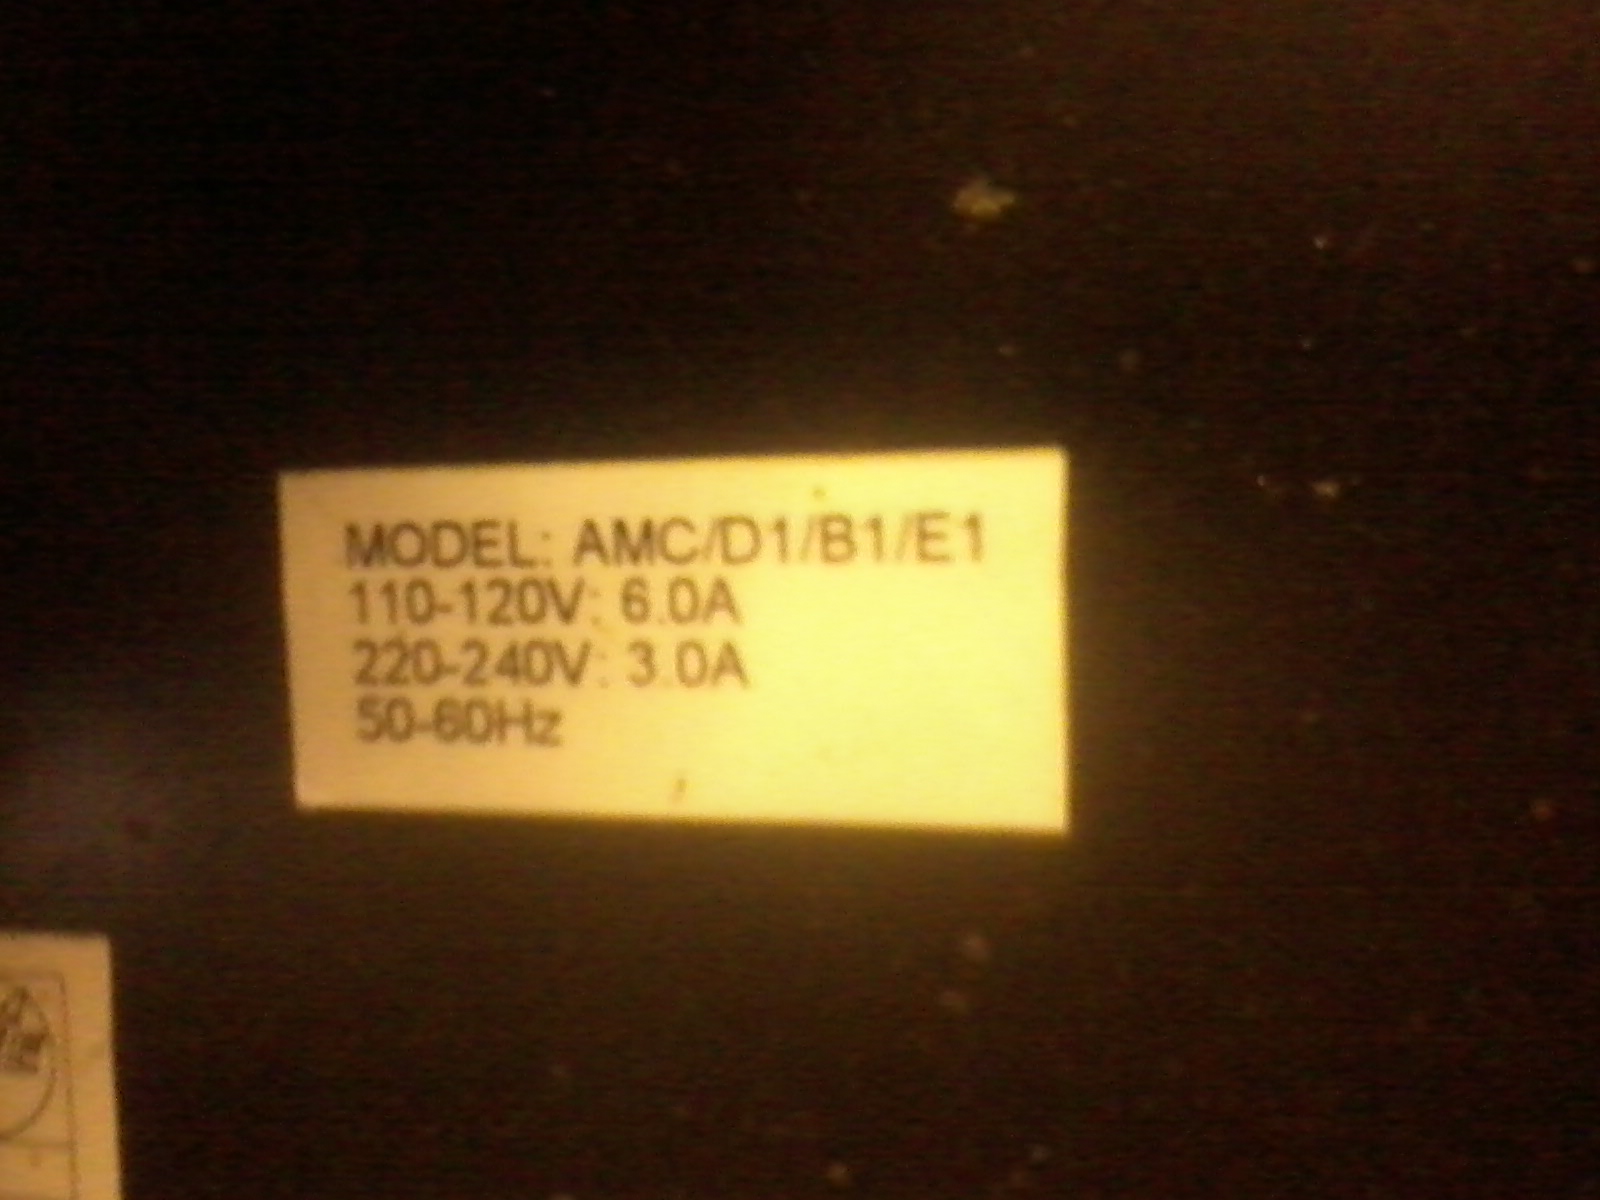 MODEL: AMC/D1/B1/E1
110-120V: 6.0A
220-240V: 3.0A
50-60Hz